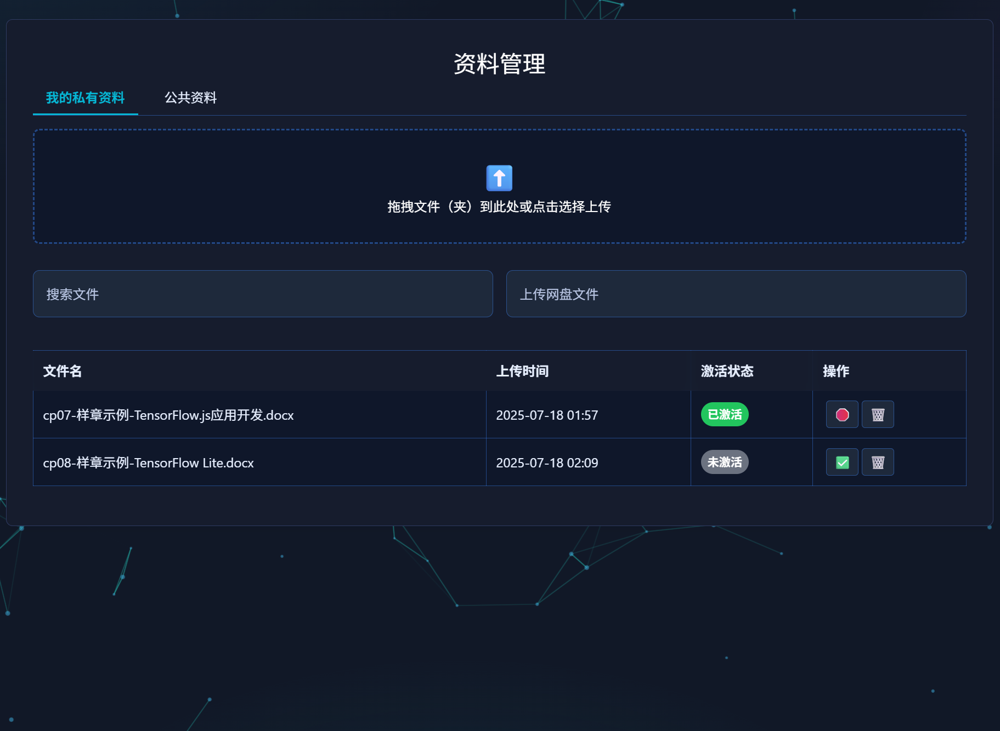 资料管理
我的私有资料 公共资料
拖拽文件（夹）到此处或点击选择上传
搜索文件 上传网盘文件
文件名 上传时间 激活状态 操作
cp07-样章示例-TensorFlow.js应用开发.docx 2025-07-18 01:57 已激活
cp08-样章示例-TensorFlow Lite.docx 2025-07-18 02:09 未激活